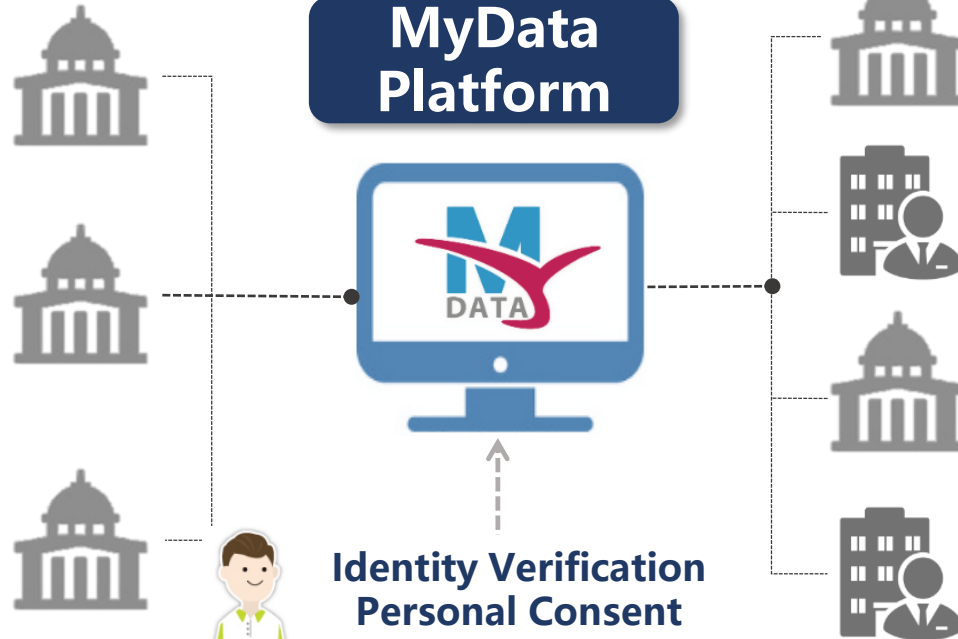 MyData
Platform
M
DATA
Identity Verification
Personal Consent